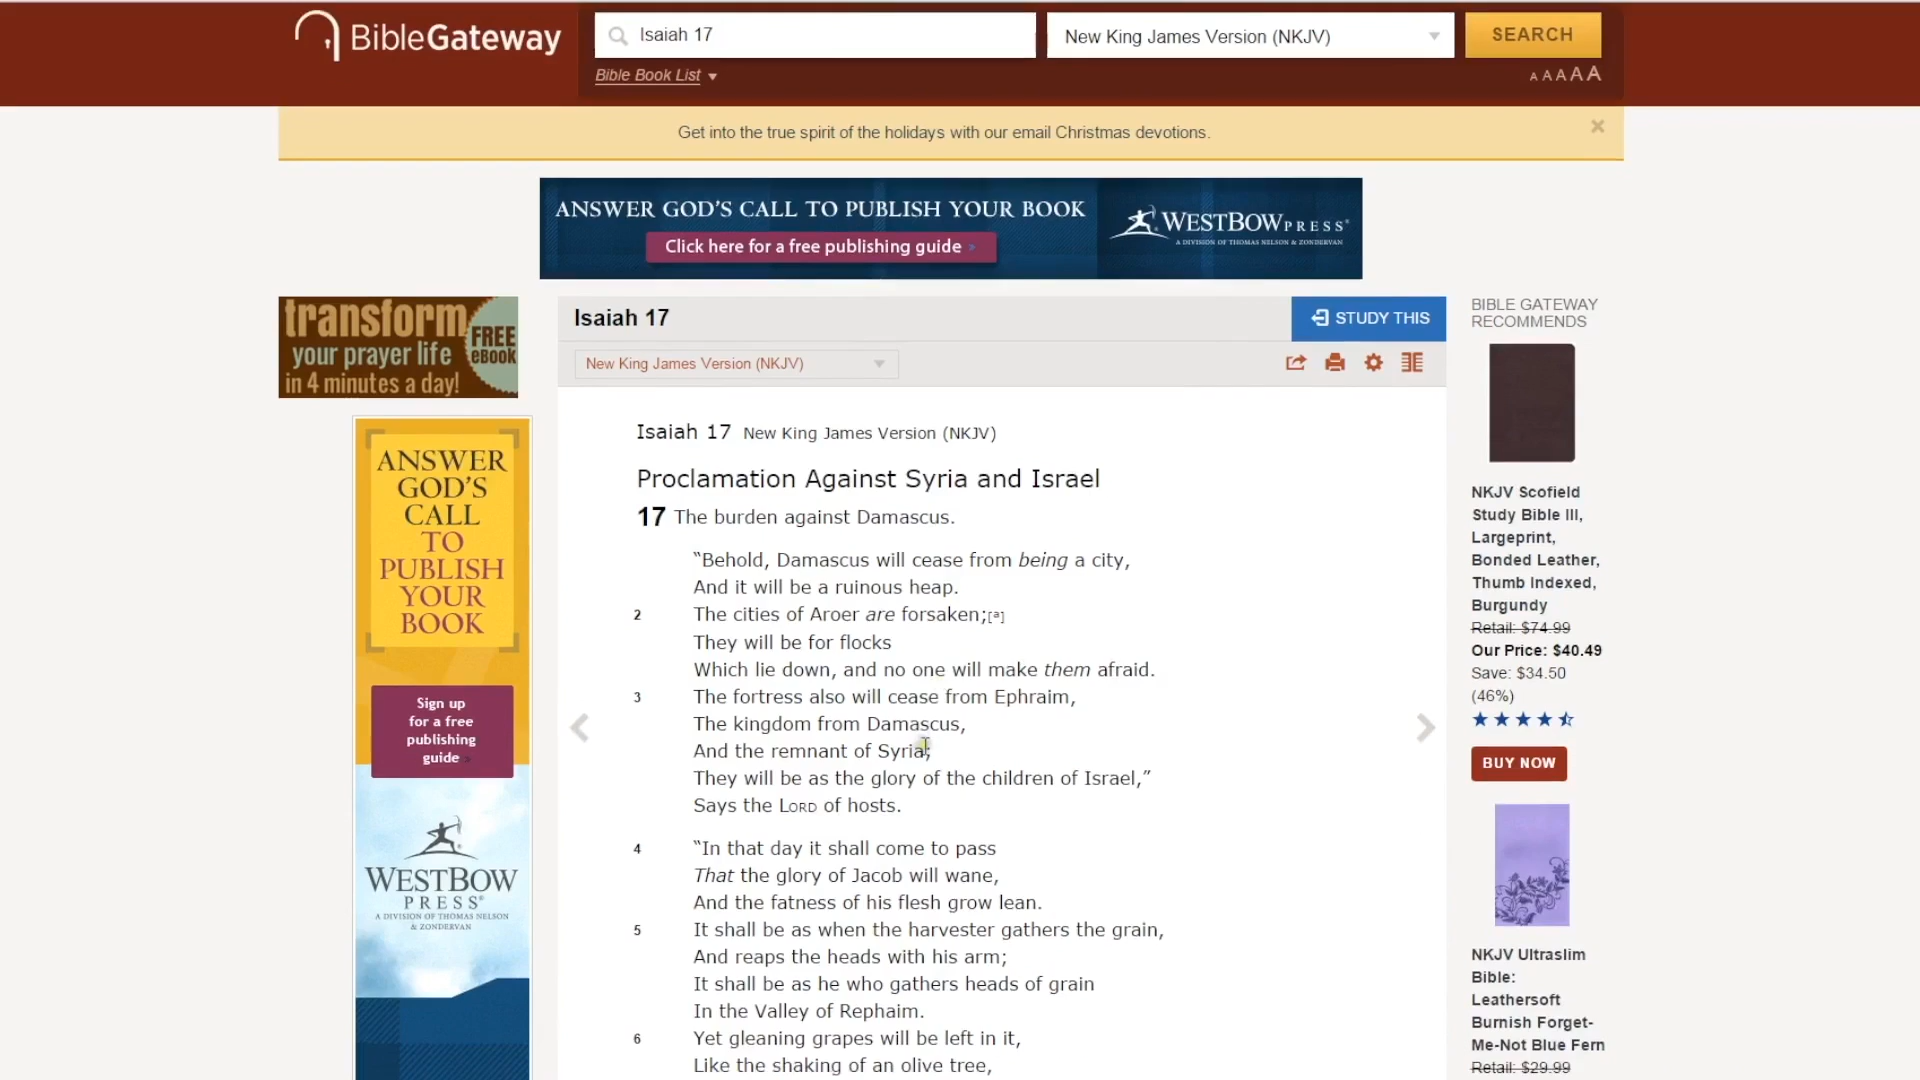 BibleGateway
Isaiah 17
New King James Version (NKJV)
SEARCH
Bible Book List
A A A A A
Get into the true spirit of the holidays with our email Christmas devotions.
×
ANSWER GOD'S CALL TO PUBLISH YOUR BOOK
Click here for a free publishing guide
WESTBOW PRESS®
A DIVISION OF THOMAS NELSON & ZONDERVAN
transform
your prayer life
in 4 minutes a day!
FREE
eBOOK
ANSWER
GOD'S
CALL
TO
PUBLISH
YOUR
BOOK
Sign up
for a free
publishing
guide
WESTBOW
PRESS®
A DIVISION OF THOMAS NELSON
& ZONDERVAN
Isaiah 17
STUDY THIS
New King James Version (NKJV)
Isaiah 17 New King James Version (NKJV)
Proclamation Against Syria and Israel
17 The burden against Damascus.
“Behold, Damascus will cease from being a city,
And it will be a ruinous heap.
2 The cities of Aroer are forsaken;[a]
They will be for flocks
Which lie down, and no one will make them afraid.
3 The fortress also will cease from Ephraim,
The kingdom from Damascus,
And the remnant of Syria;
They will be as the glory of the children of Israel,”
Says the LORD of hosts.
4 “In that day it shall come to pass
That the glory of Jacob will wane,
And the fatness of his flesh grow lean.
5 It shall be as when the harvester gathers the grain,
And reaps the heads with his arm;
It shall be as he who gathers heads of grain
In the Valley of Rephaim.
6 Yet gleaning grapes will be left in it,
Like the shaking of an olive tree,
BIBLE GATEWAY
RECOMMENDS
NKJV Scofield
Study Bible III,
Largeprint,
Bonded Leather,
Thumb Indexed,
Burgundy
Retail: $74.99
Our Price: $40.49
Save: $34.50
(46%)
BUY NOW
NKJV Ultraslim
Bible:
Leathersoft
Burnish Forget-
Me-Not Blue Fern
Retail: $29.99